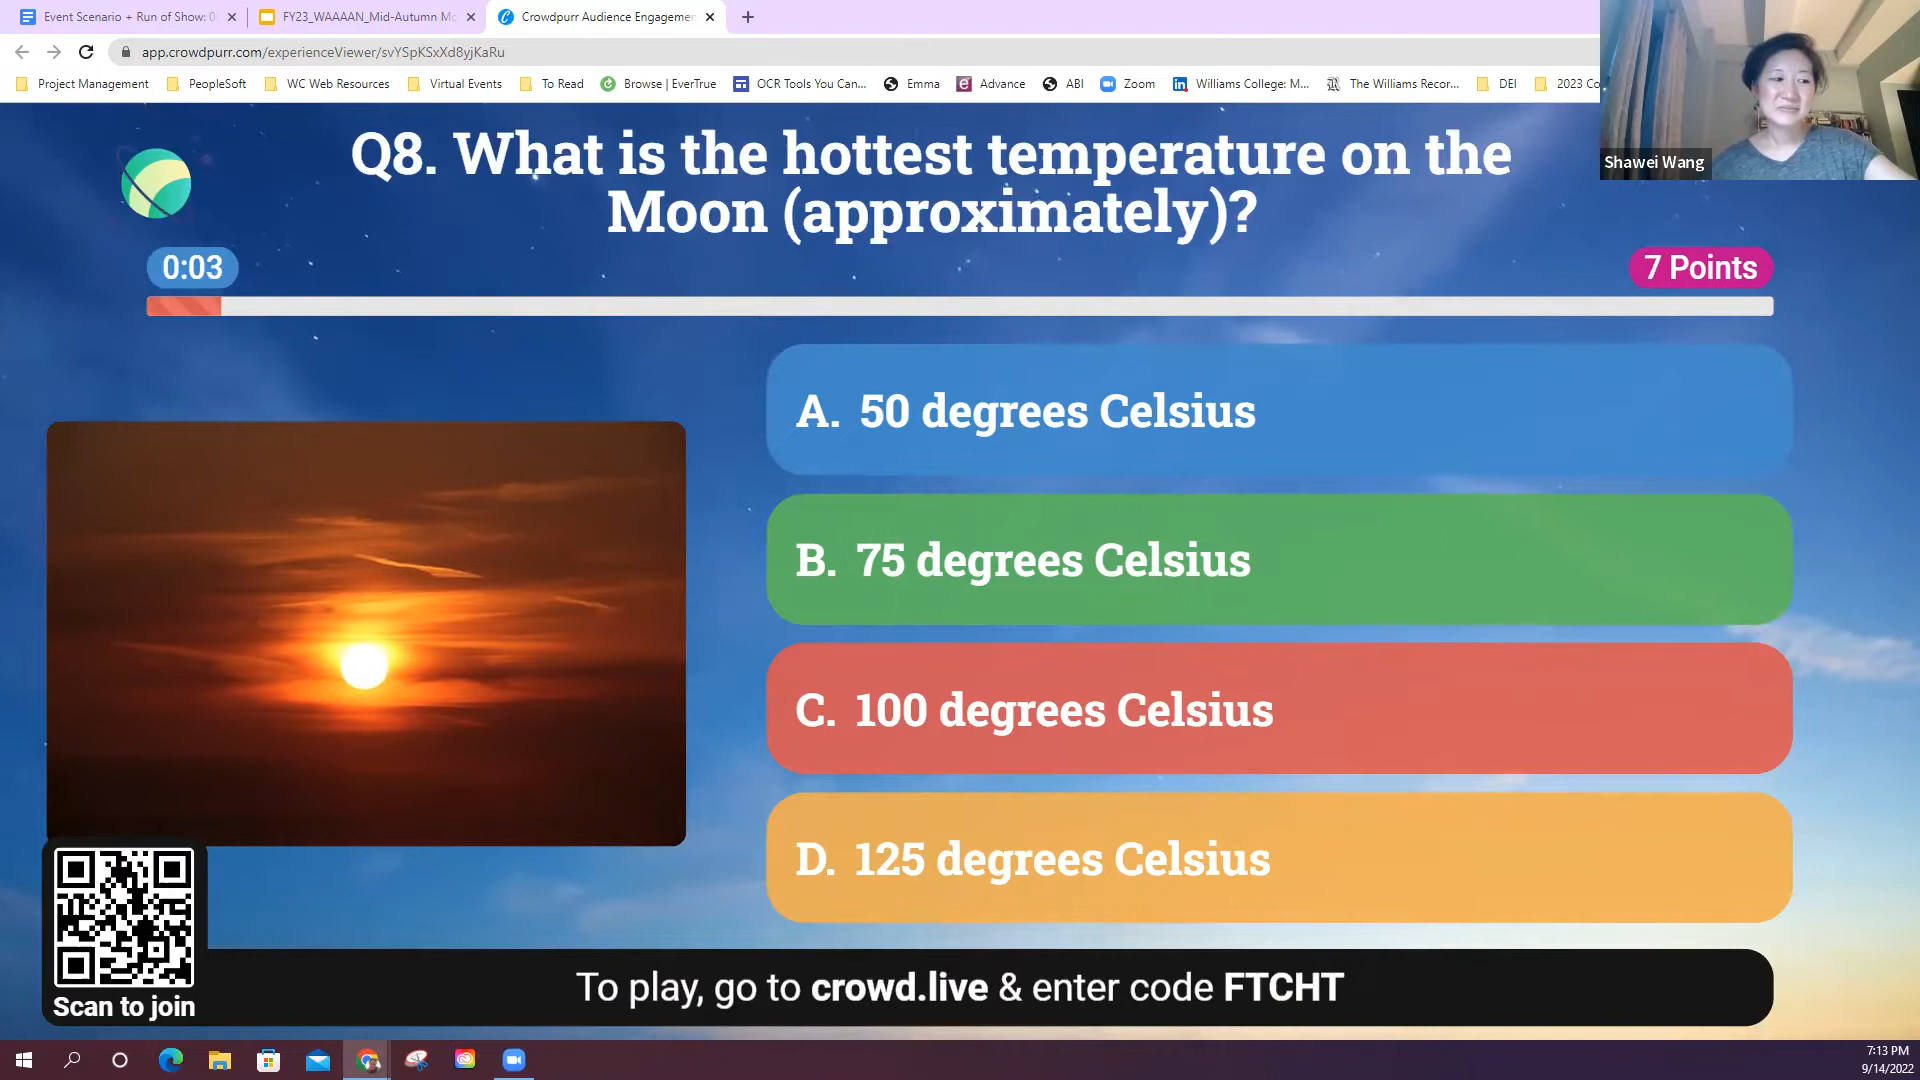 Event Scenario + Run of Show: 0
FY23_WAAAAN_Mid-Autumn Mo
Crowdpurr Audience Engagemen
app.crowdpurr.com/experienceViewer/svYSpKSxXd8yjKaRu
Project Management
PeopleSoft
WC Web Resources
Virtual Events
To Read
Browse | EverTrue
OCR Tools You Can...
Emma
Advance
ABI
Zoom
Williams College: M...
The Williams Recor...
DEI
2023 Co
Shawei Wang
Q8. What is the hottest temperature on the
Moon (approximately)?
0:03
7 Points
A. 50 degrees Celsius
B. 75 degrees Celsius
C. 100 degrees Celsius
D. 125 degrees Celsius
To play, go to crowd.live & enter code FTCHT
Scan to join
7:13 PM
9/14/2022